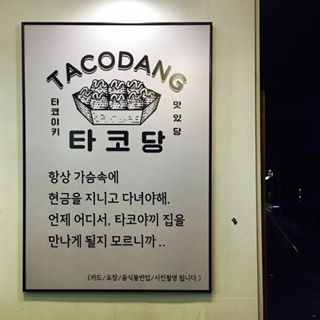 TACODANG
타코야키
맛있당
타코당
항상 가슴속에
현금을 지니고 다녀야해.
언제 어디서, 타코야끼 집을
만나게 될지 모르니까 ..
(카드/포장/음식물반입/사진촬영 됩니다.)